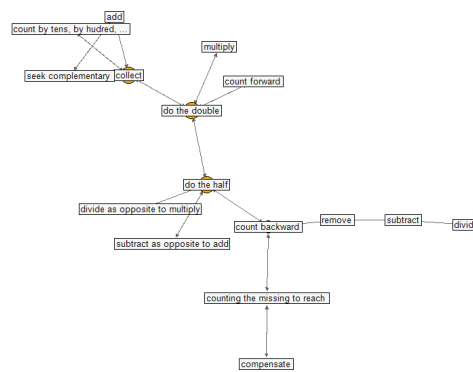 add
count by tens, by hudred, ...
multiply
seek complementary
collect
count forward
do the double
do the half
divide as opposite to multiply
remove
subtract
divid
count backward
subtract as opposite to add
counting the missing to reach
compensate